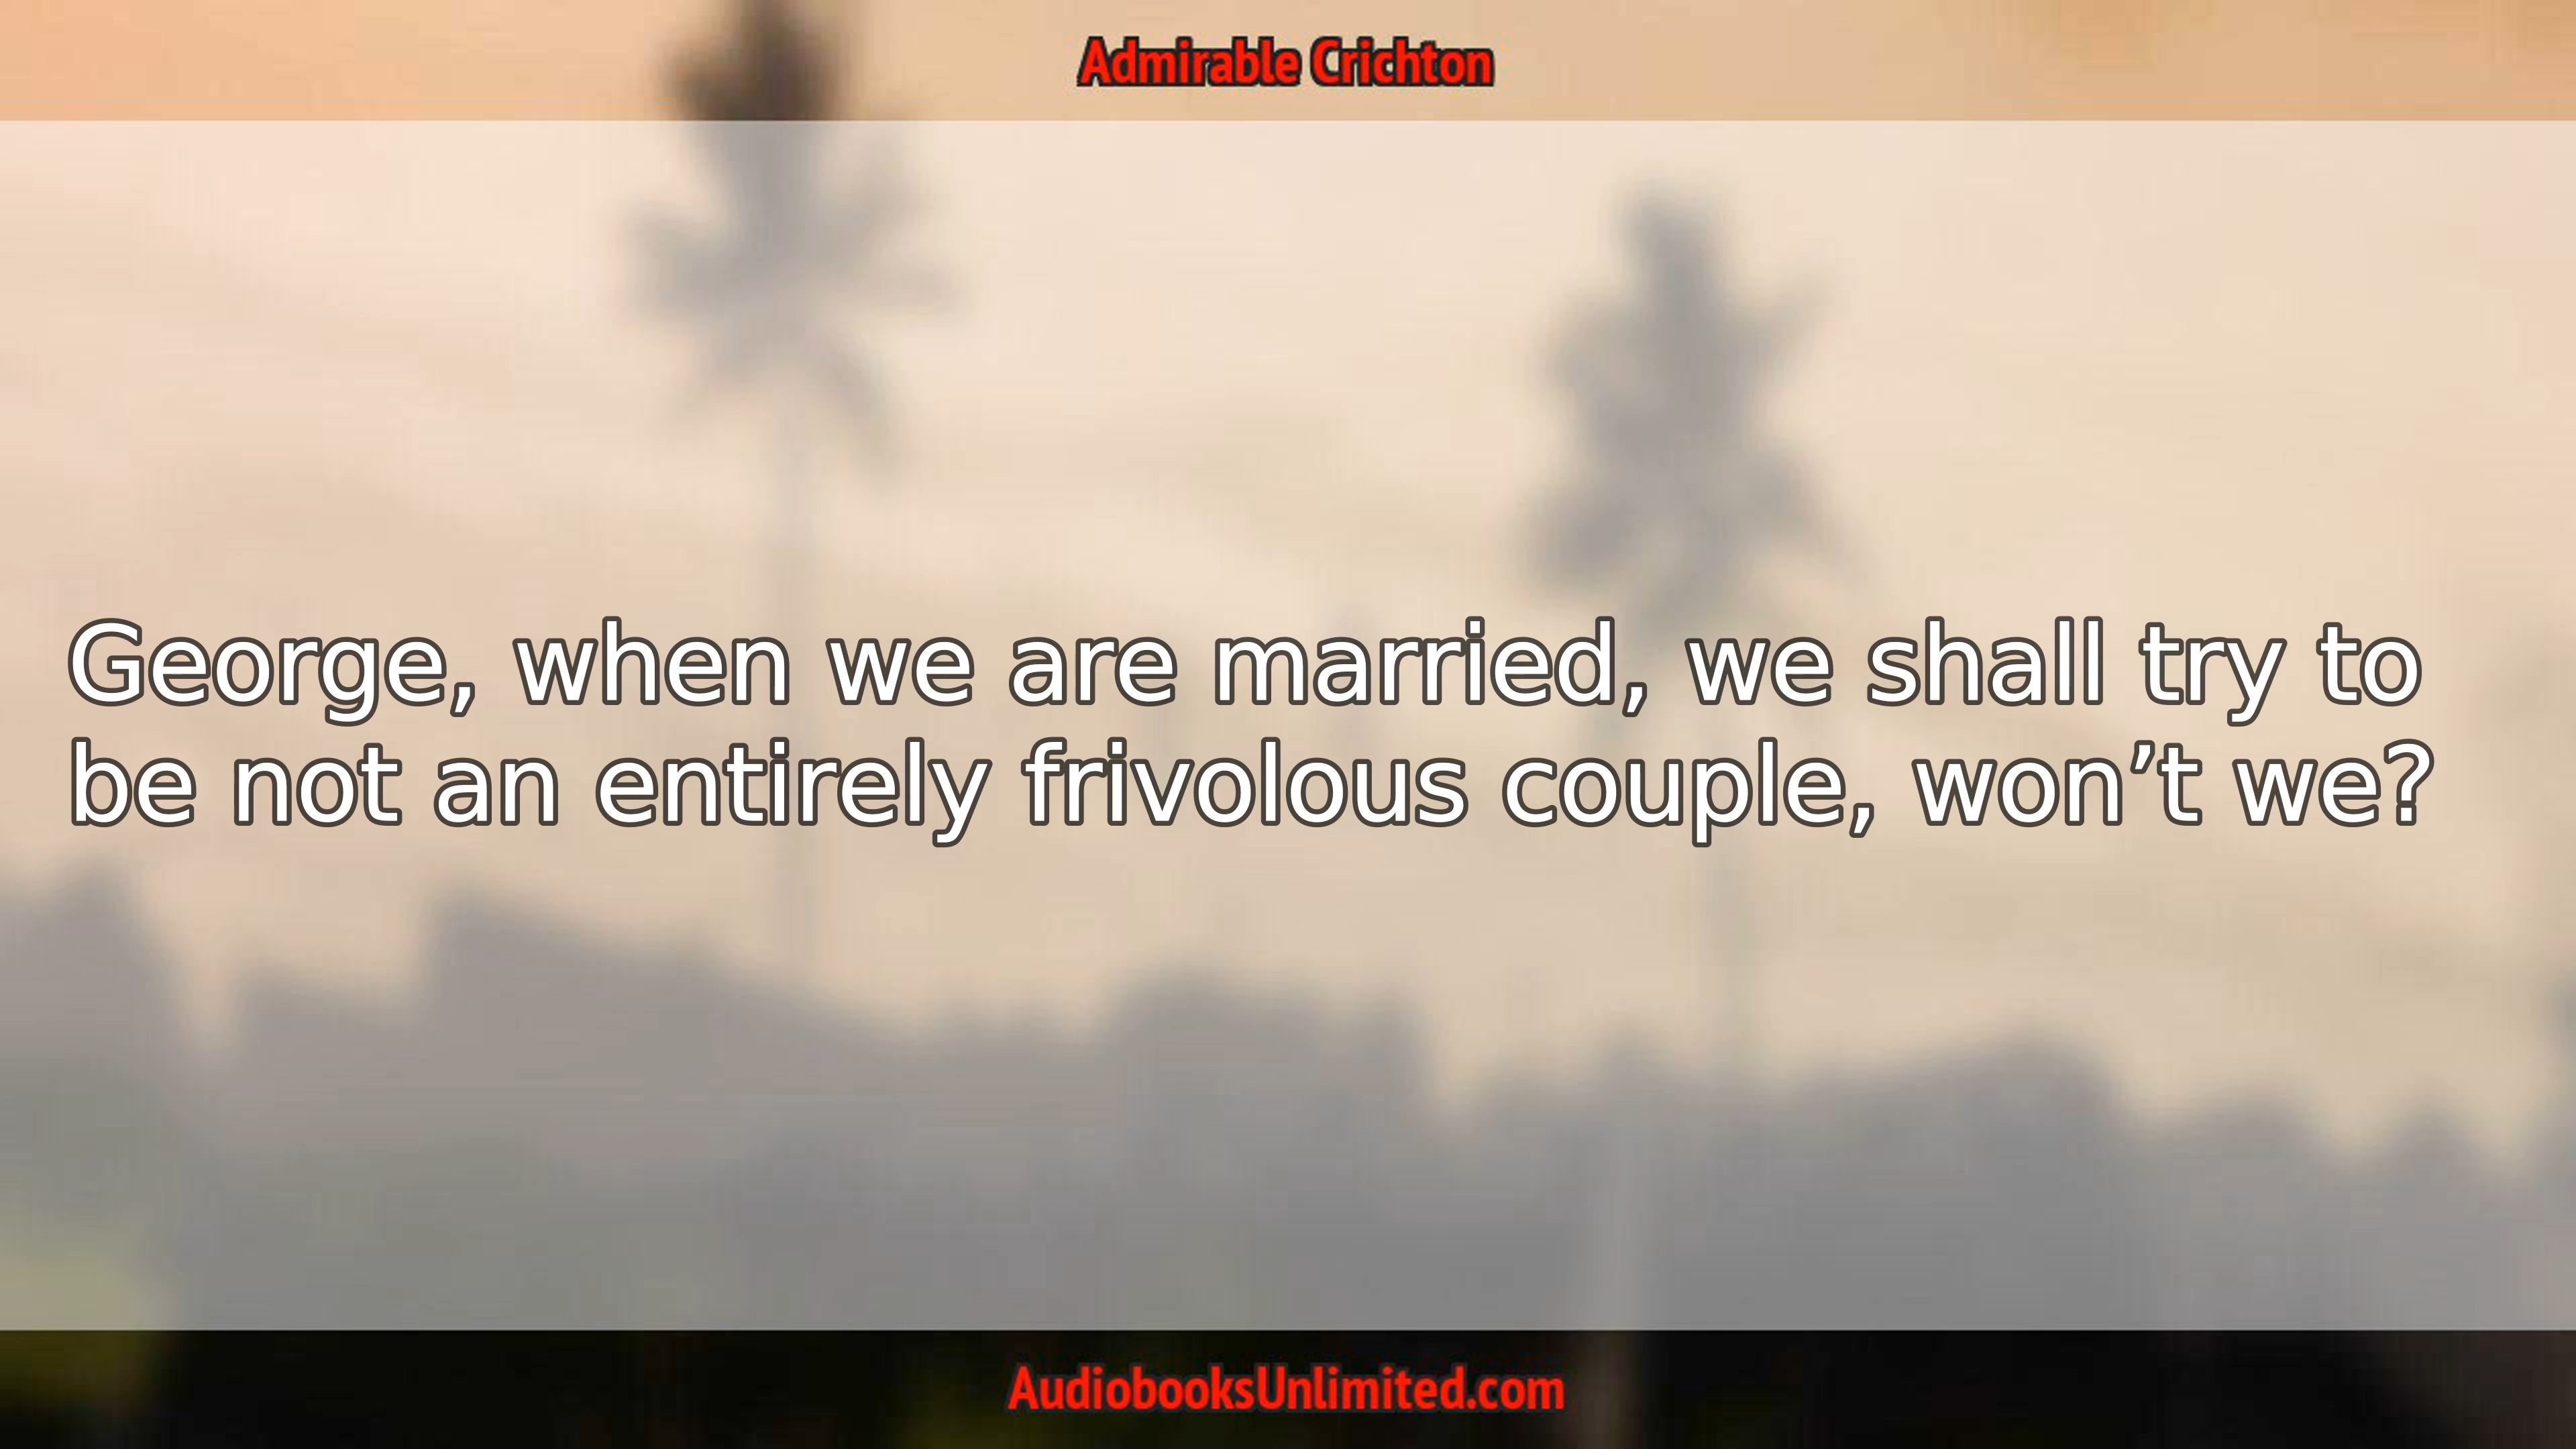 Admirable Crichton
George, when we are married, we shall try to
be not an entirely frivolous couple, won’t we?
AudiobooksUnlimited.com